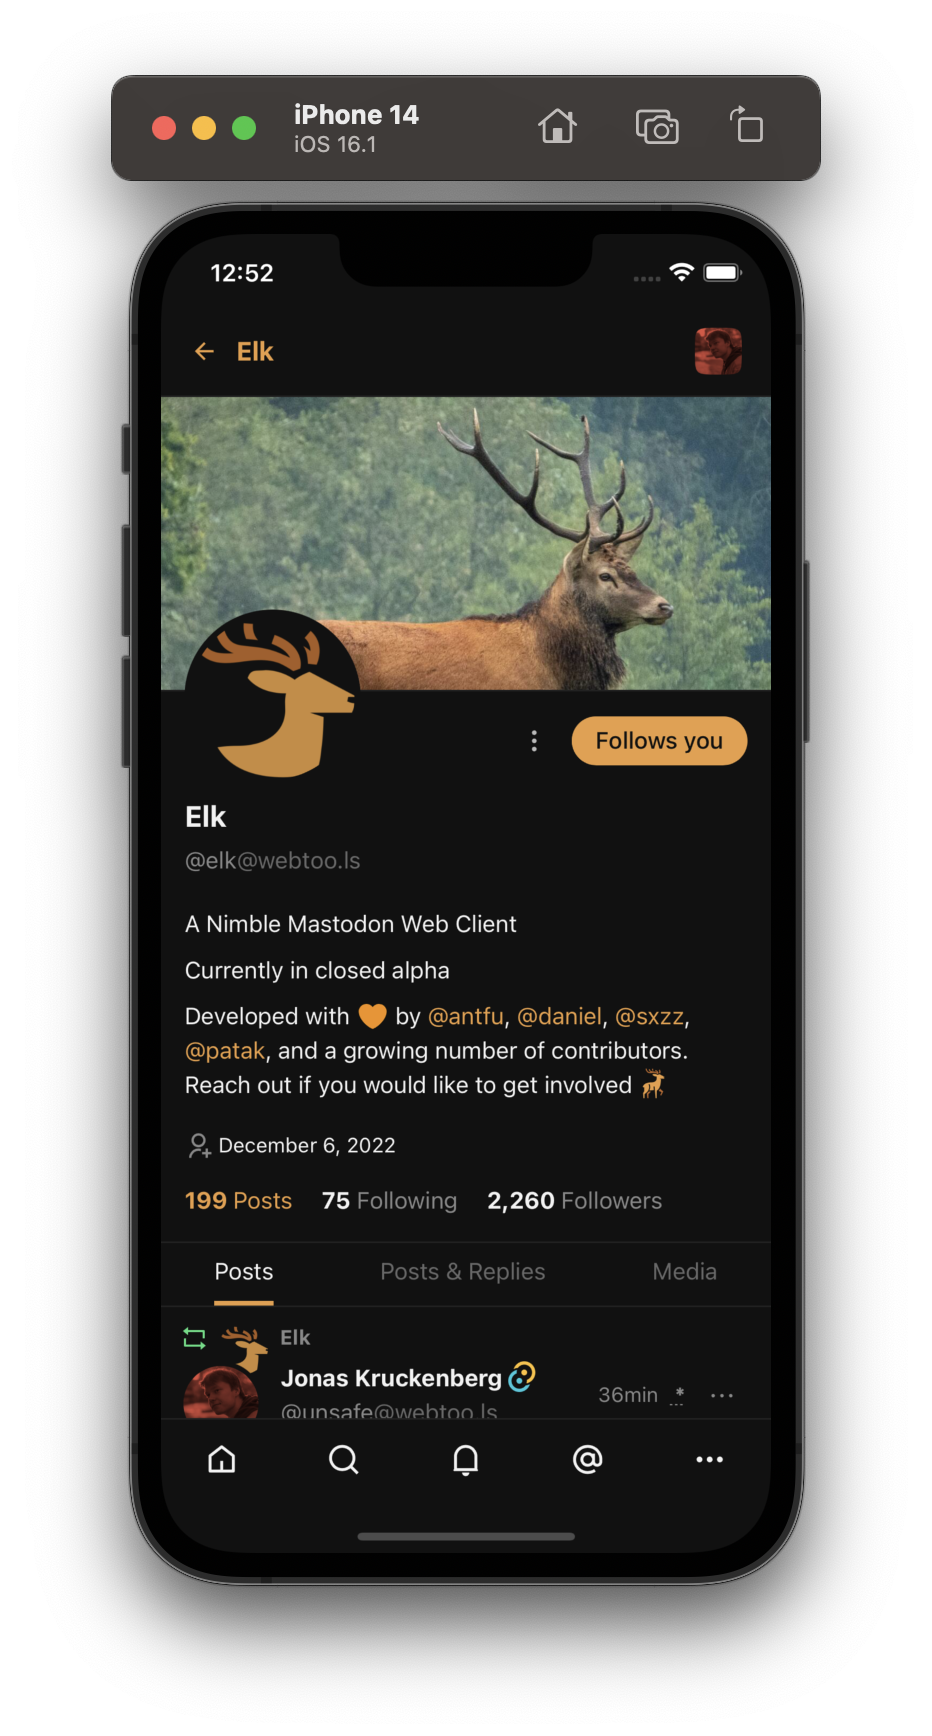 iPhone 14
iOS 16.1
12:52
Elk
Follows you
Elk
@elk@webtoo.ls
A Nimble Mastodon Web Client
Currently in closed alpha
Developed with 🧡 by @antfu, @daniel, @sxzz,
@patak, and a growing number of contributors.
Reach out if you would like to get involved
December 6, 2022
199 Posts 75 Following 2,260 Followers
Posts Posts & Replies Media
Elk
Jonas Kruckenberg
36min
@unsafe@webtoo.ls